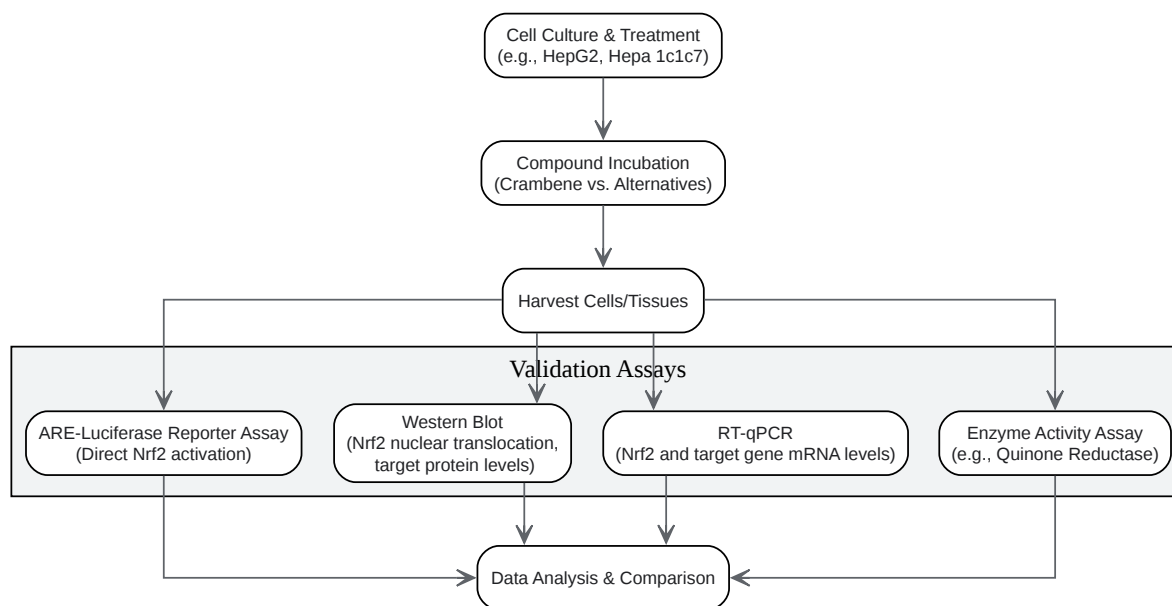 Cell Culture & Treatment
(e.g., HepG2, Hepa 1c1c7)
Compound Incubation
(Crambene vs. Alternatives)
Harvest Cells/Tissues
Validation Assays
ARE-Luciferase Reporter Assay
(Direct Nrf2 activation)
Western Blot
(Nrf2 nuclear translocation,
target protein levels)
RT-qPCR
(Nrf2 and target gene mRNA levels)
Enzyme Activity Assay
(e.g., Quinone Reductase)
Data Analysis & Comparison